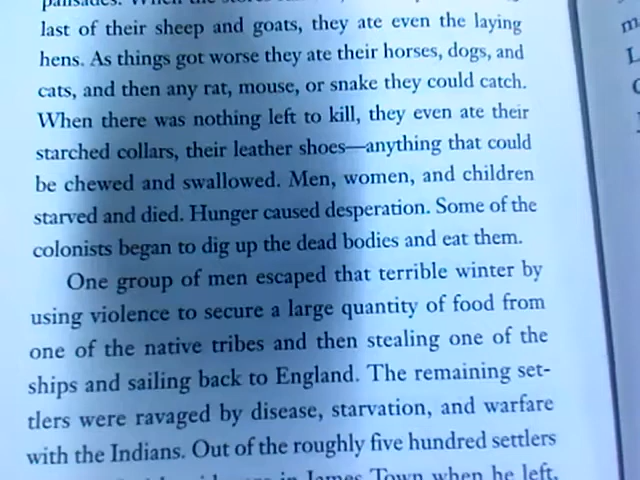 last of their sheep and goats, they ate even the laying
hens. As things got worse they ate their horses, dogs, and
cats, and then any rat, mouse, or snake they could catch.
When there was nothing left to kill, they even ate their
starched collars, their leather shoes—anything that could
be chewed and swallowed. Men, women, and children
starved and died. Hunger caused desperation. Some of the
colonists began to dig up the dead bodies and eat them.
One group of men escaped that terrible winter by
using violence to secure a large quantity of food from
one of the native tribes and then stealing one of the
ships and sailing back to England. The remaining set-
tlers were ravaged by disease, starvation, and warfare
with the Indians. Out of the roughly five hundred settlers
in James Town when he left,